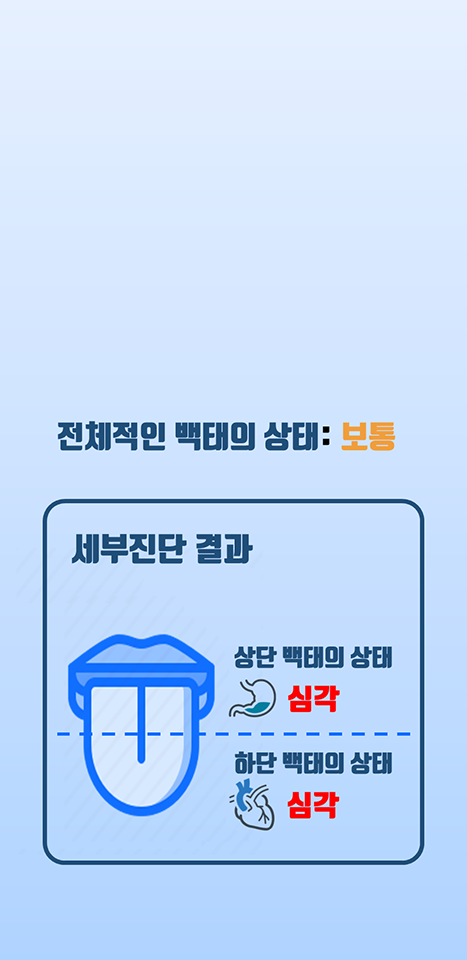 전체적인 백태의 상태: 보통
세부진단 결과
상단 백태의 상태
심각
하단 백태의 상태
심각